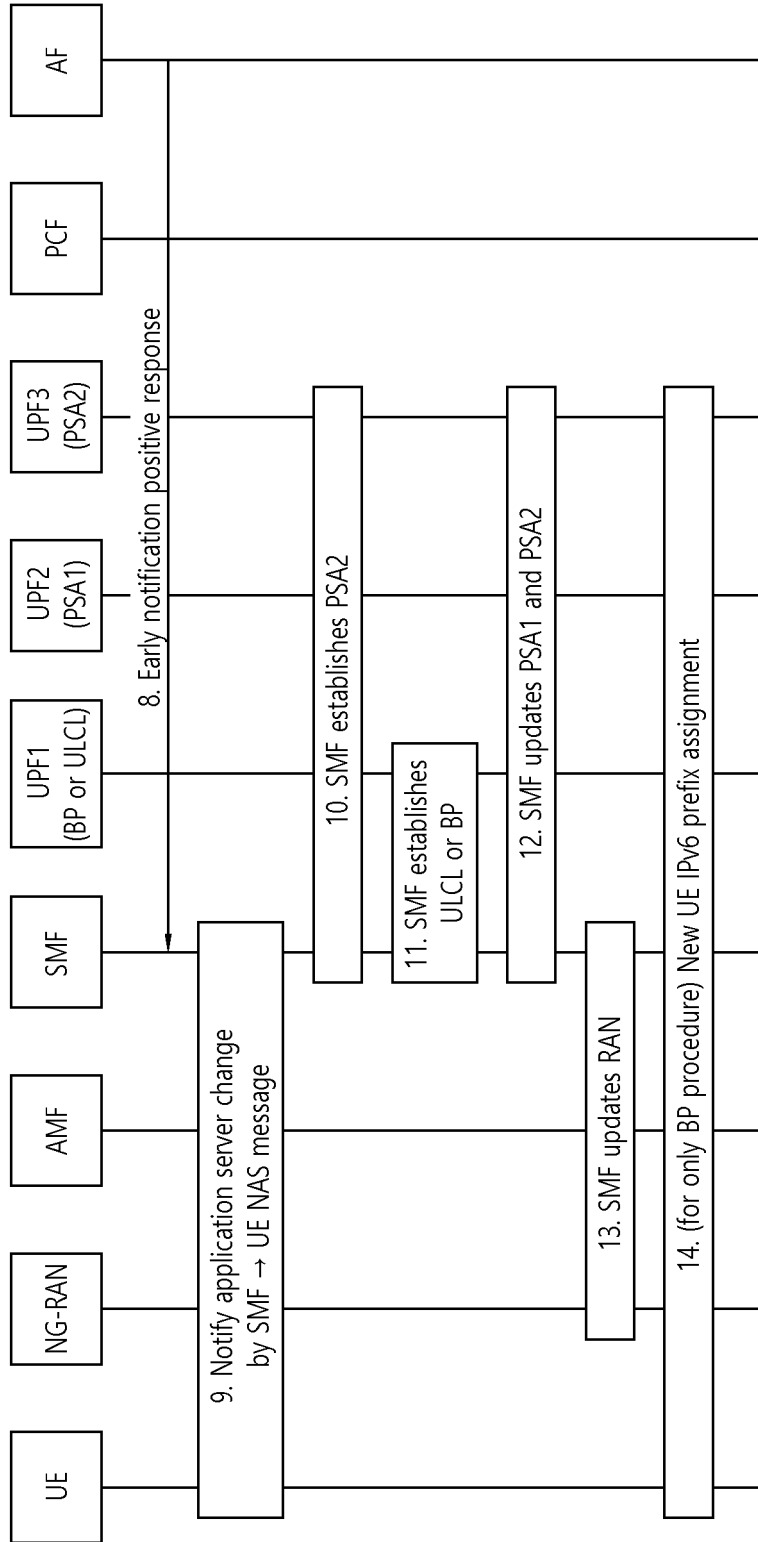 UE
NG-RAN
AMF
SMF
UPF1
(BP or ULCL)
UPF2
(PSA1)
UPF3
(PSA2)
PCF
AF
8. Early notification positive response
9. Notify application server change
by SMF → UE NAS message
10. SMF establishes PSA2
11. SMF establishes
ULCL or BP
12. SMF updates PSA1 and PSA2
13. SMF updates RAN
14. (for only BP procedure) New UE IPv6 prefix assignment